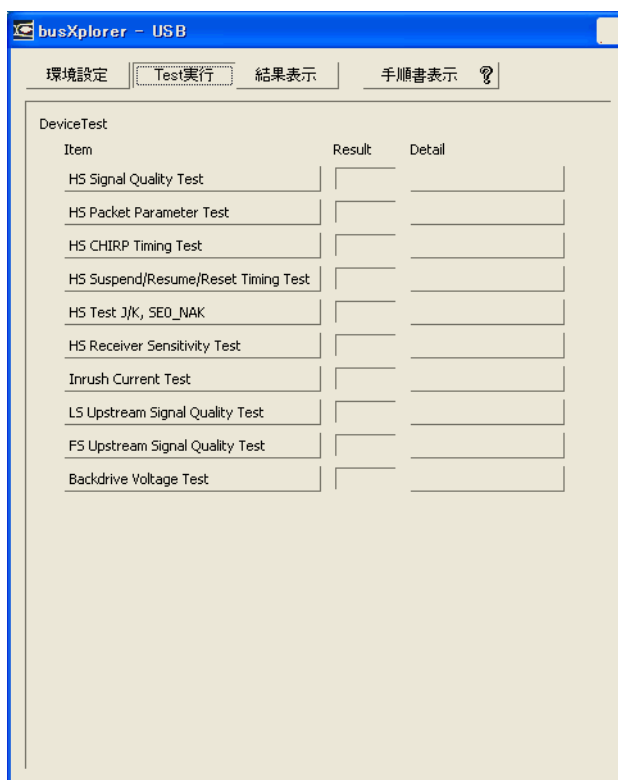 busXplorer - USB
環境設定 Test実行 結果表示 手順書表示 ?
DeviceTest
Item Result Detail
HS Signal Quality Test
HS Packet Parameter Test
HS CHIRP Timing Test
HS Suspend/Resume/Reset Timing Test
HS Test J/K, SE0_NAK
HS Receiver Sensitivity Test
Inrush Current Test
LS Upstream Signal Quality Test
FS Upstream Signal Quality Test
Backdrive Voltage Test